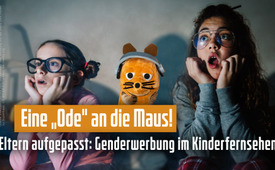 Eine „Ode“ an die Maus!
Eltern aufgepasst: Genderwerbung im Kinderfernsehen